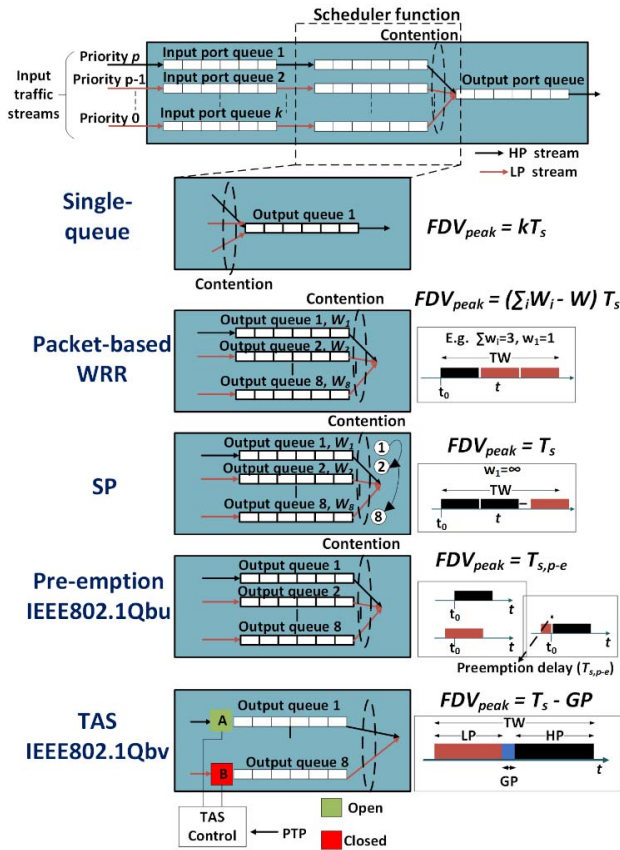 Scheduler function
Contention
Priority p
Input port queue 1
Input
traffic
streams
Priority p-1
Input port queue 2
Output port queue
Priority 0
Input port queue k
HP stream
LP stream
Single-
queue
Output queue 1
FDVpeak = kTs
Contention
Contention
FDVpeak = (∑iWi - W) Ts
Packet-based
WRR
Output queue 1, W1
Output queue 2, W2
Output queue 8, W8
E.g. ∑wi=3, w1=1
TW
t0
t
Contention
SP
Output queue 1, W1
Output queue 2, W2
Output queue 8, W8
1
2
8
FDVpeak = Ts
w1=∞
TW
t0
t
Contention
Pre-emption
IEEE802.1Qbu
Output queue 1
Output queue 2
Output queue 8
FDVpeak = Ts,p-e
t0
t
t0
t
t0
t
Preemption delay (Ts,p-e)
TAS
IEEE802.1Qbv
Output queue 1
A
Output queue 8
B
FDVpeak = Ts - GP
TW
LP
HP
t
GP
TAS
Control
PTP
Open
Closed